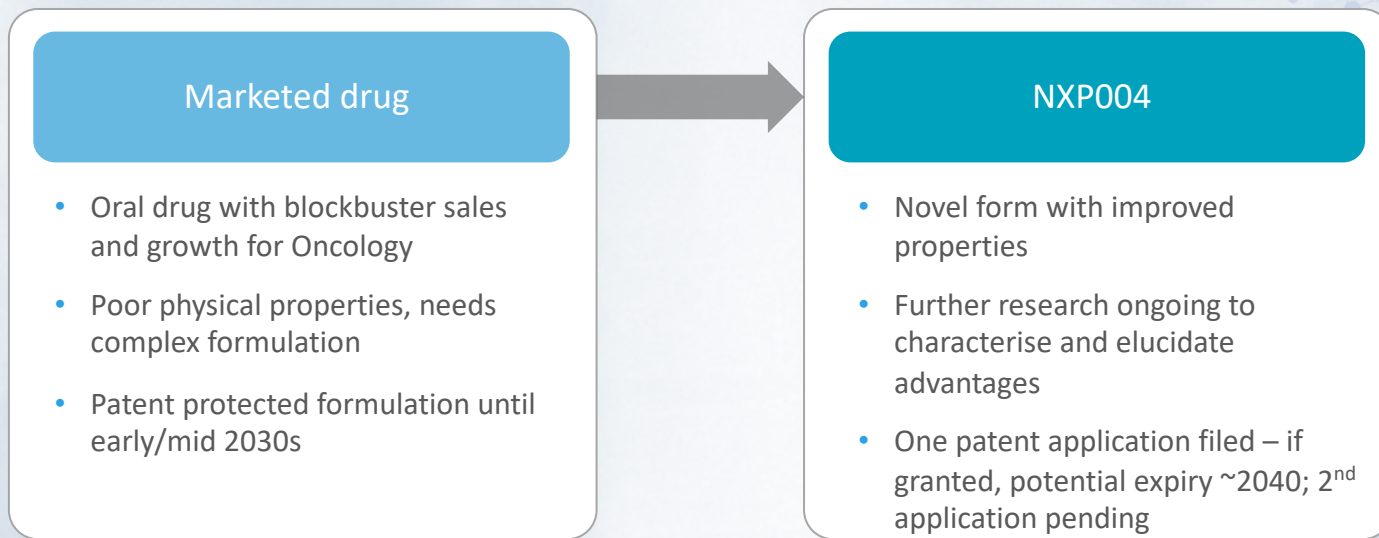 Marketed drug
• Oral drug with blockbuster sales
and growth for Oncology
• Poor physical properties, needs
complex formulation
• Patent protected formulation until
early/mid 2030s
NXP004
• Novel form with improved
properties
• Further research ongoing to
characterise and elucidate
advantages
• One patent application filed – if
granted, potential expiry ~2040; 2nd
application pending